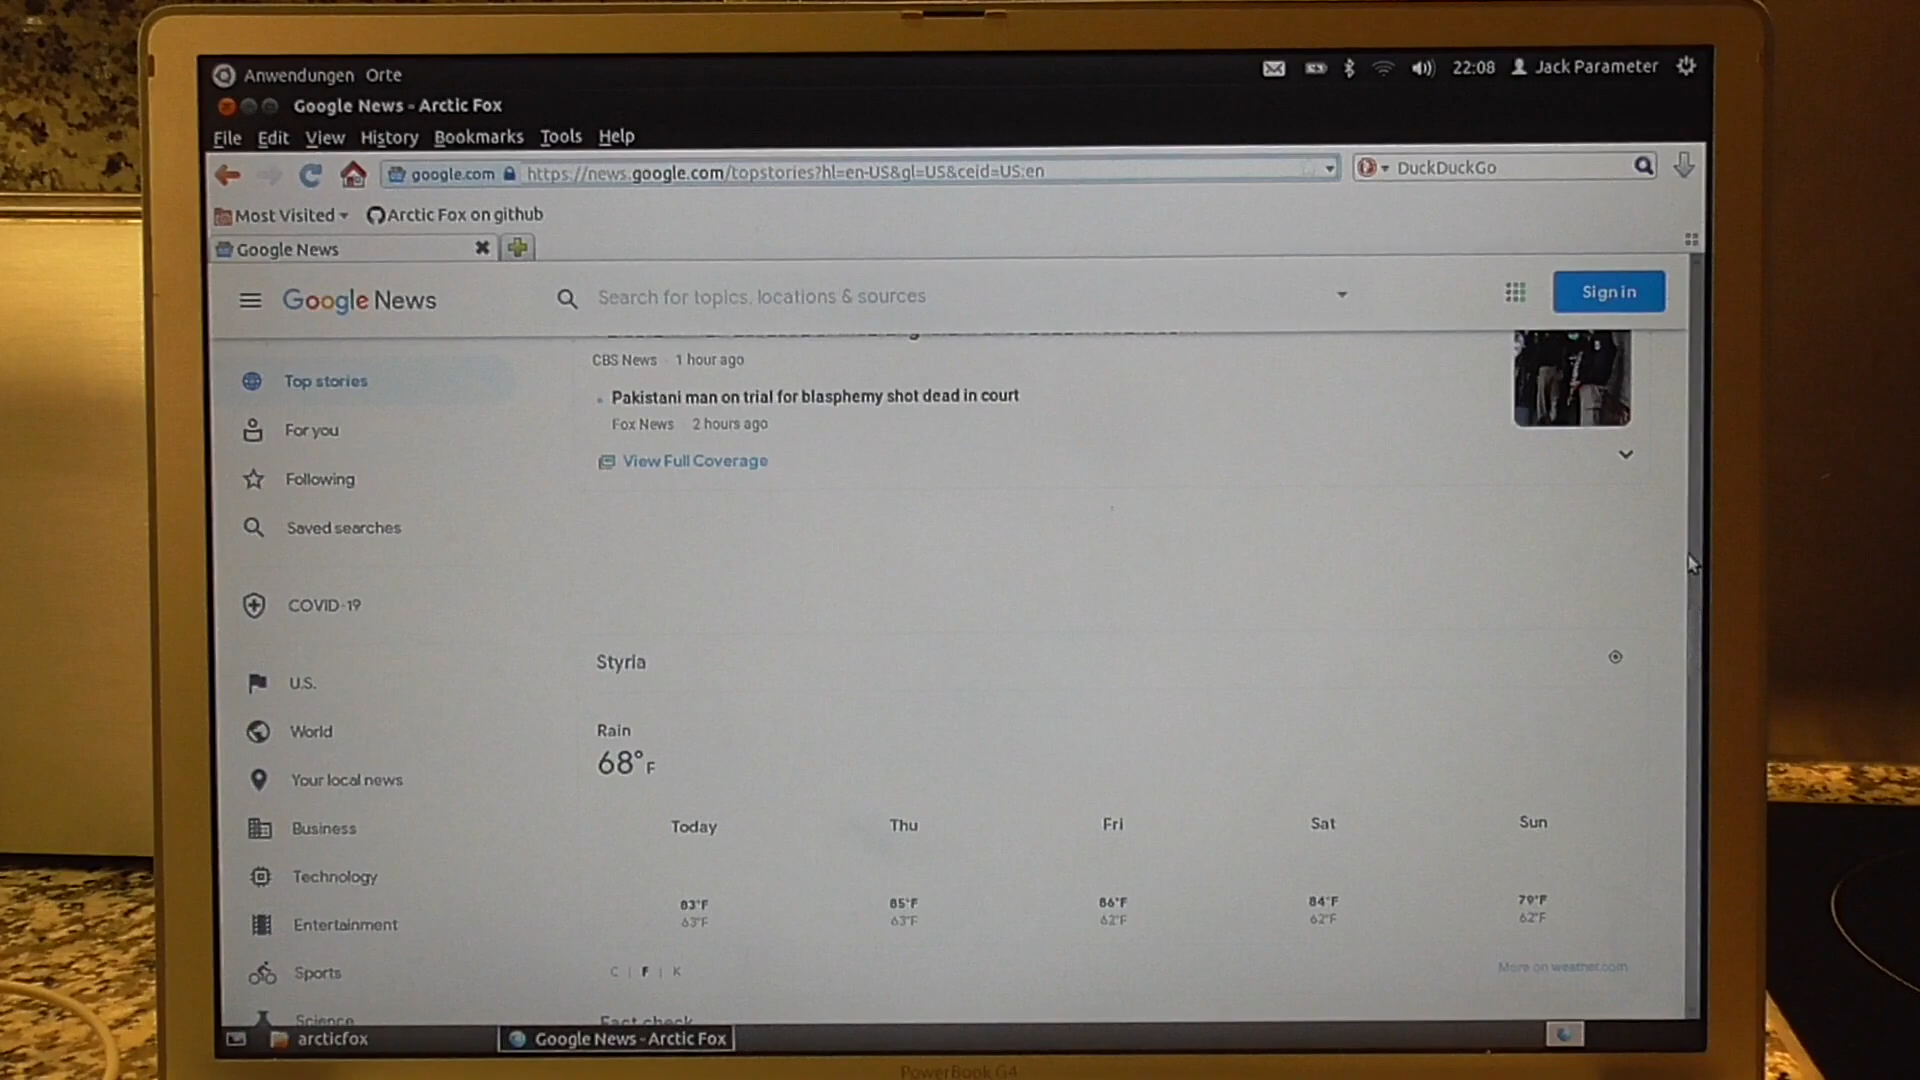 Anwendungen Orte
22:08 Jack Parameter
Google News - Arctic Fox
File Edit View History Bookmarks Tools Help
google.com https://news.google.com/topstories?hl=en-US&gl=US&ceid=US:en
DuckDuckGo
Most Visited Arctic Fox on github
Google News
Google News
Search for topics, locations & sources
Sign in
CBS News 1 hour ago
Top stories
Pakistani man on trial for blasphemy shot dead in court
Fox News 2 hours ago
For you
View Full Coverage
Following
Saved searches
COVID-19
Styria
U.S.
World
Rain
68°F
Your local news
Business
Today Thu Fri Sat Sun
Technology
83°F 85°F 86°F 84°F 79°F
63°F 63°F 62°F 62°F 62°F
Entertainment
Sports
C | F | K
More on weather.com
Science
Fact check
arcticfox
Google News - Arctic Fox
PowerBook G4